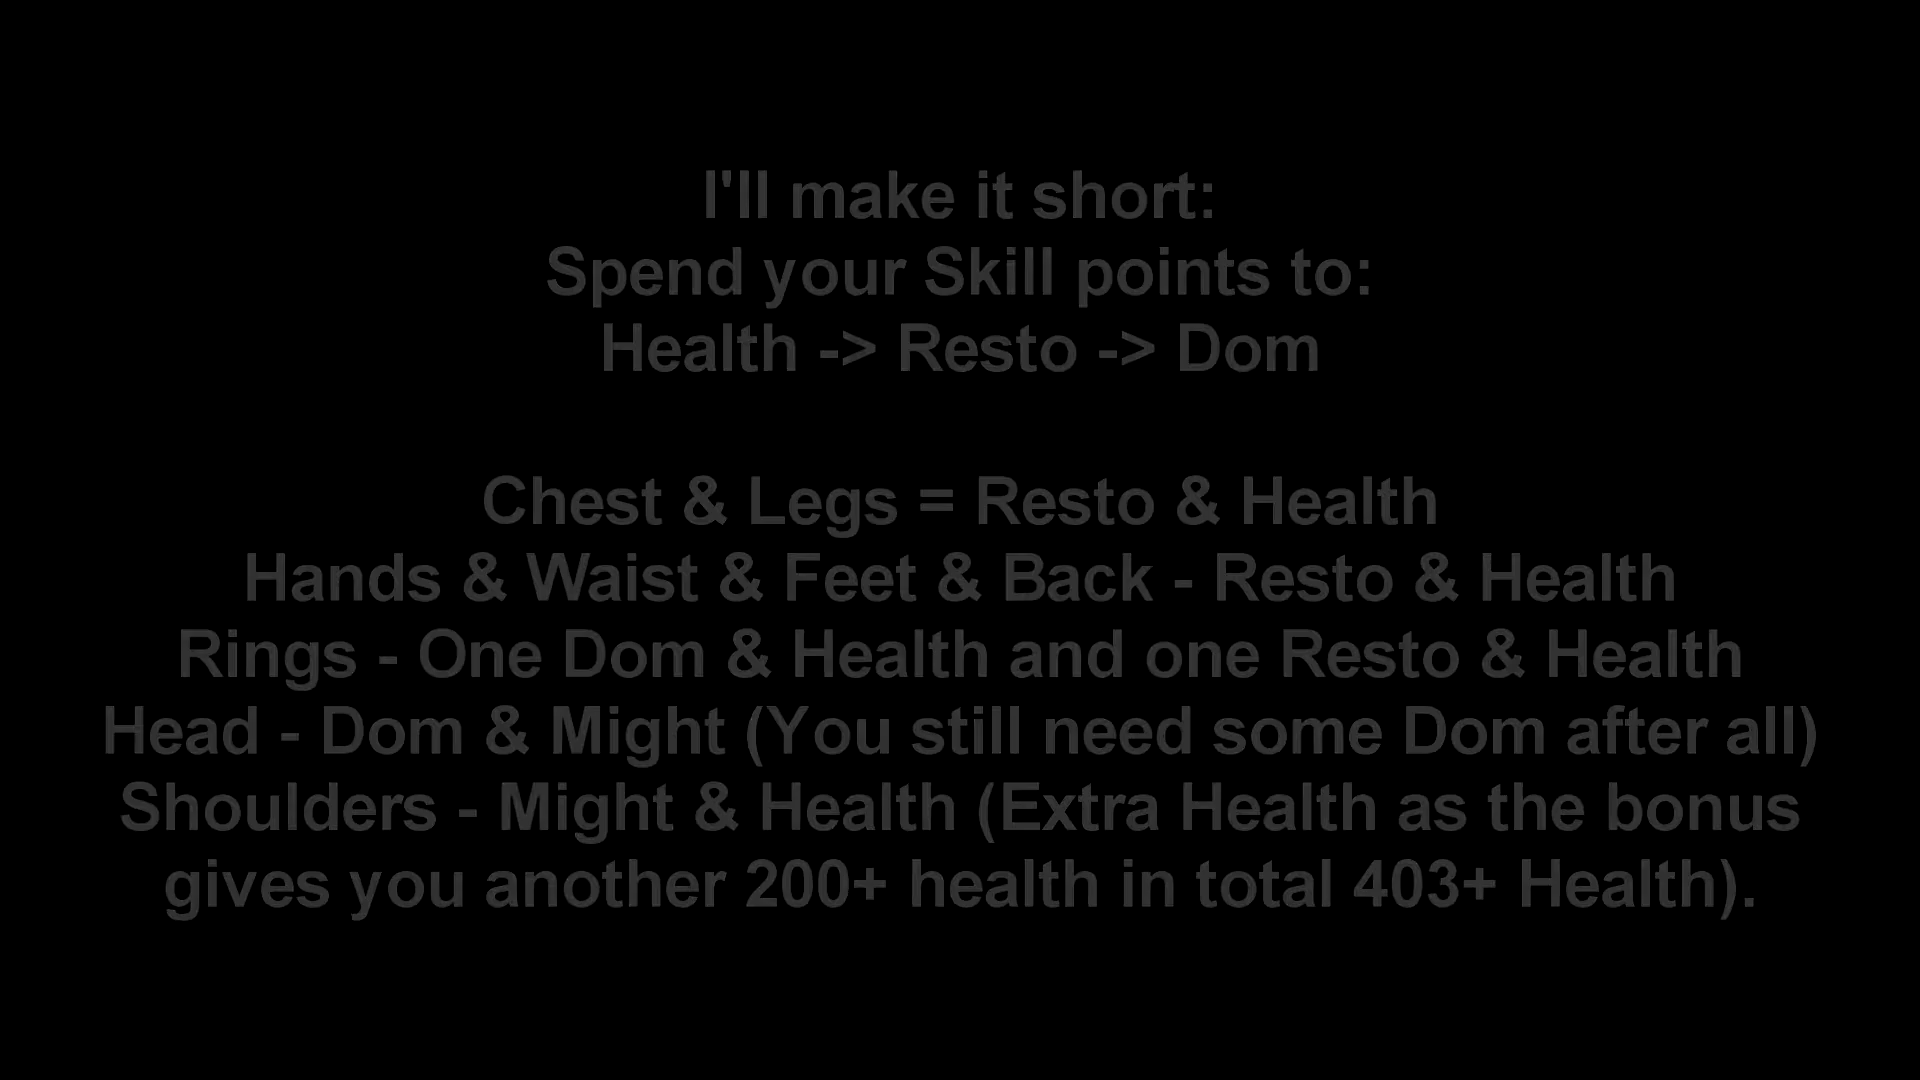 I'll make it short:
Spend your Skill points to:
Health -> Resto -> Dom
Chest & Legs = Resto & Health
Hands & Waist & Feet & Back - Resto & Health
Rings - One Dom & Health and one Resto & Health
Head - Dom & Might (You still need some Dom after all)
Shoulders - Might & Health (Extra Health as the bonus
gives you another 200+ health in total 403+ Health).